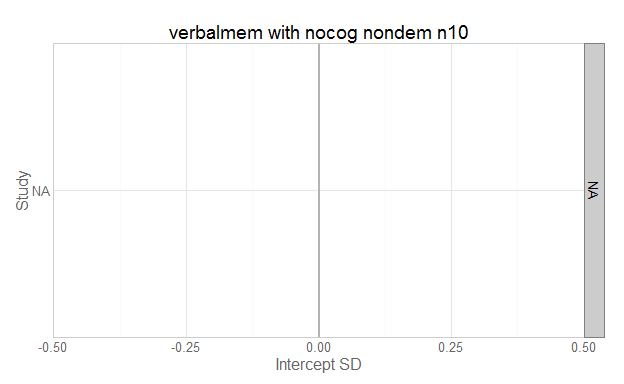 verbalmem with nocog nondem n10
Study
NA
NA
-0.50 -0.25 0.00 0.25 0.50
Intercept SD